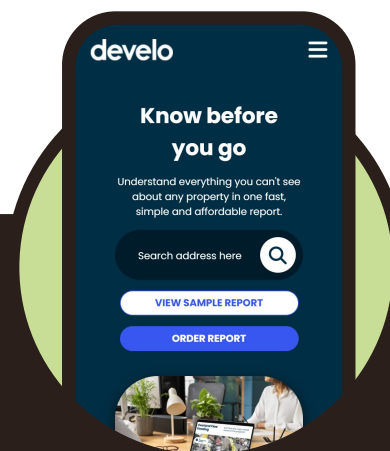 develo
Know before
you go
Understand everything you can't see
about any property in one fast,
simple and affordable report.
Search address here
VIEW SAMPLE REPORT
ORDER REPORT